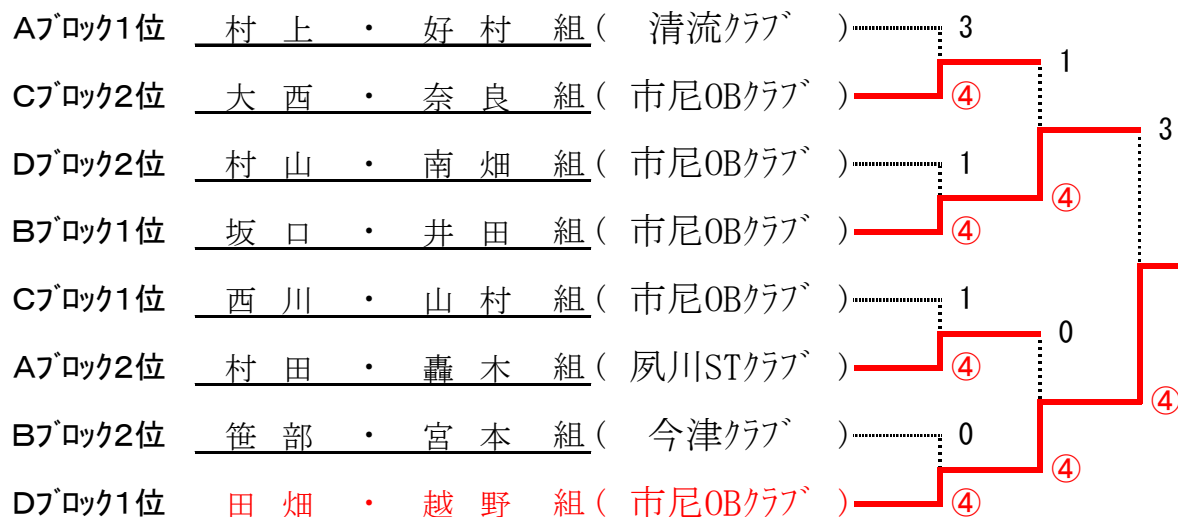 Aﾌﾞﾛｯｸ1位 村上・好村 組( 清流ｸﾗﾌﾞ ) 3
1
Cﾌﾞﾛｯｸ2位 大西・奈良 組( 市尼OBｸﾗﾌﾞ ) ④
3
Dﾌﾞﾛｯｸ2位 村山・南畑 組( 市尼OBｸﾗﾌﾞ ) 1
④
Bﾌﾞﾛｯｸ1位 坂口・井田 組( 市尼OBｸﾗﾌﾞ ) ④
Cﾌﾞﾛｯｸ1位 西川・山村 組( 市尼OBｸﾗﾌﾞ ) 1
0
Aﾌﾞﾛｯｸ2位 村田・轟木 組( 夙川STｸﾗﾌﾞ ) ④
④
Bﾌﾞﾛｯｸ2位 笹部・宮本 組( 今津ｸﾗﾌﾞ ) 0
④
Dﾌﾞﾛｯｸ1位 田畑・越野 組( 市尼OBｸﾗﾌﾞ ) ④